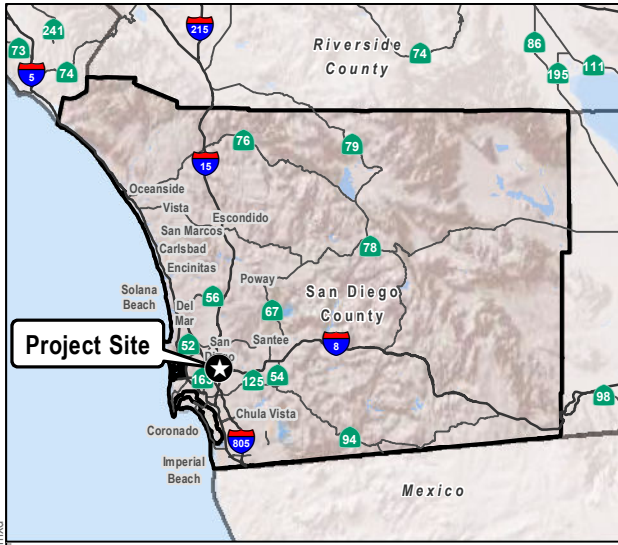 241
215
73
74
5
Riverside
County
74
86
195
111
76
79
15
Oceanside
Vista
Escondido
San Marcos
Carlsbad
78
Encinitas
Poway
Solana
Beach
Del
Mar
56
San Diego
County
67
52
San
Santee
8
Project Site
125
54
98
Chula Vista
Coronado
805
94
Imperial
Beach
Mexico